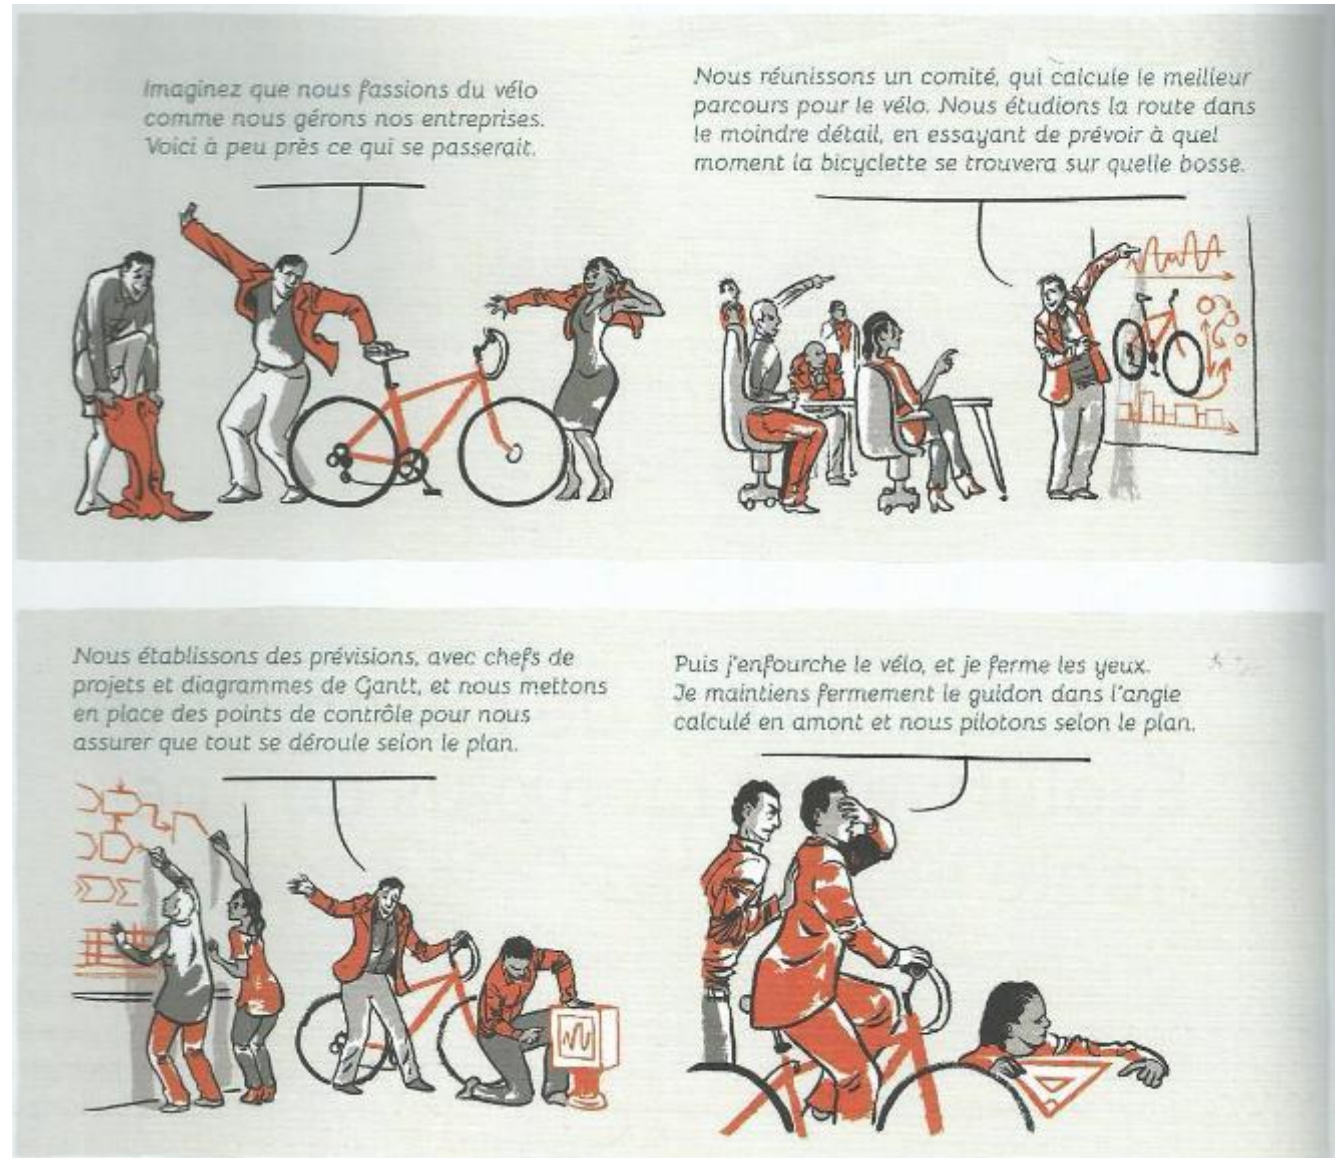 Imaginez que nous fassions du vélo
comme nous gérons nos entreprises.
Voici à peu près ce qui se passerait.
Nous réunissons un comité, qui calcule le meilleur
parcours pour le vélo. Nous étudions la route dans
le moindre détail, en essayant de prévoir à quel
moment la bicyclette se trouvera sur quelle bosse.
Nous établissons des prévisions, avec chefs de
projets et diagrammes de Gantt, et nous mettons
en place des points de contrôle pour nous
assurer que tout se déroule selon le plan.
Puis j'enfourche le vélo, et je ferme les yeux.
Je maintiens fermement le guidon dans l'angle
calculé en amont et nous pilotons selon le plan.